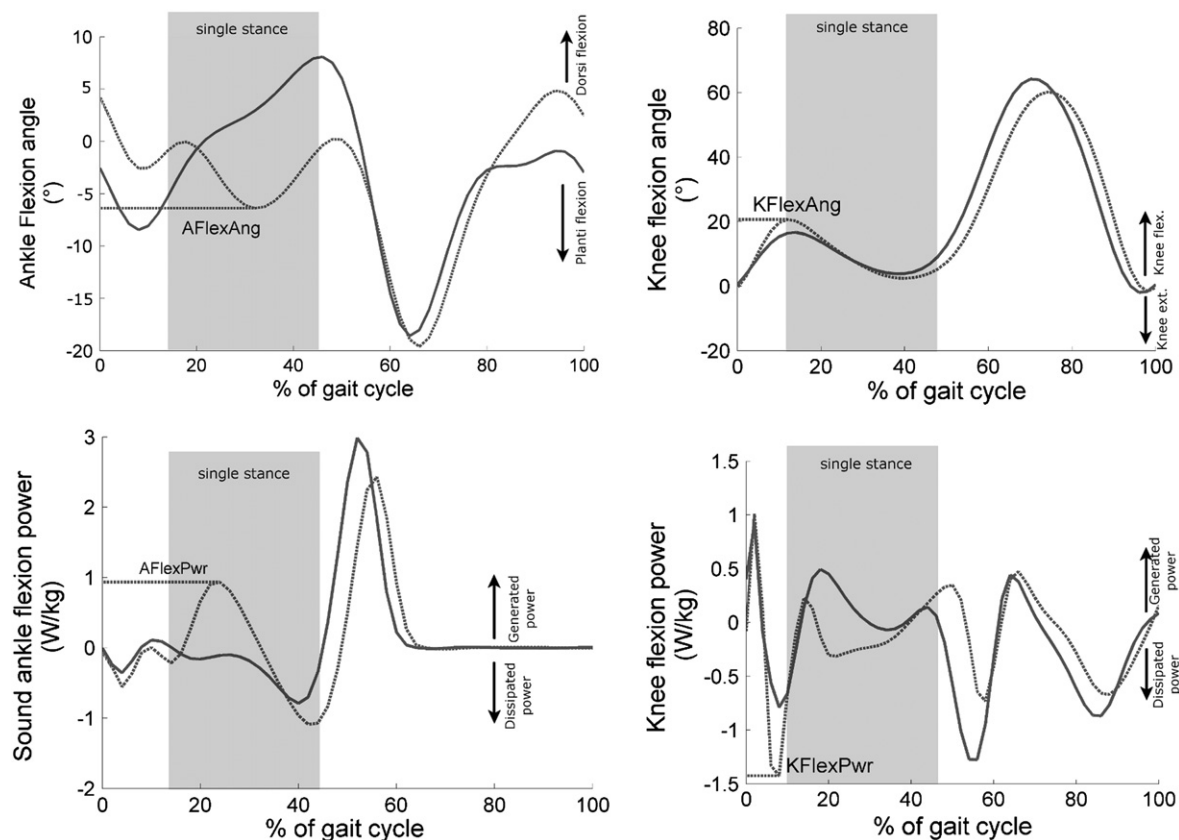 single stance
Ankle Flexion angle
(°)
10
5
0
-5
-10
-15
-20
AFlexAng
Dorsi flexion
Planti flexion
0
20
40
60
80
100
% of gait cycle
single stance
Knee flexion angle
(°)
80
60
40
20
0
-20
KFlexAng
Knee flex.
Knee ext.
0
20
40
60
80
100
% of gait cycle
single stance
Sound ankle flexion power
(W/kg)
3
2
1
0
-1
-2
AFlexPwr
Generated
power
Dissipated
power
0
20
40
60
80
100
% of gait cycle
single stance
Knee flexion power
(W/kg)
1
0.5
0
-0.5
-1
-1.5
KFlexPwr
Generated
power
Dissipated
power
0
20
40
60
80
100
% of gait cycle